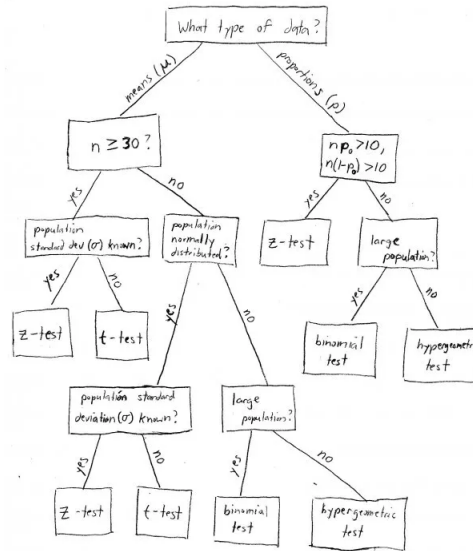 What type of data?
means (μ)
proportions (p)
n ≥ 30?
np₀ >10,
n(1-p₀) >10
yes
no
yes
no
population
standard dev (σ) known?
population
normally
distributed?
z-test
large
population?
yes
no
yes
no
yes
no
z-test
t-test
binomial
test
hypergeometric
test
population standard
deviation (σ) known?
large
population?
yes
no
yes
no
z-test
t-test
binomial
test
hypergeometric
test